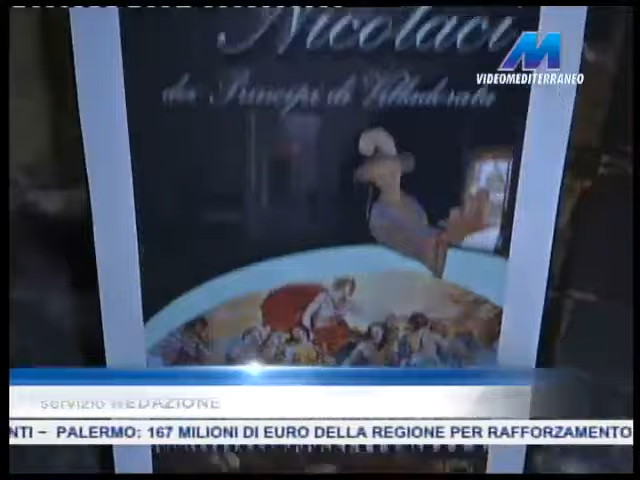 Nicolaci
dei Principi di Villadorata
VIDEOMEDITERRANEO
servizio REDAZIONE
NTI – PALERMO: 167 MILIONI DI EURO DELLA REGIONE PER RAFFORZAMENTO